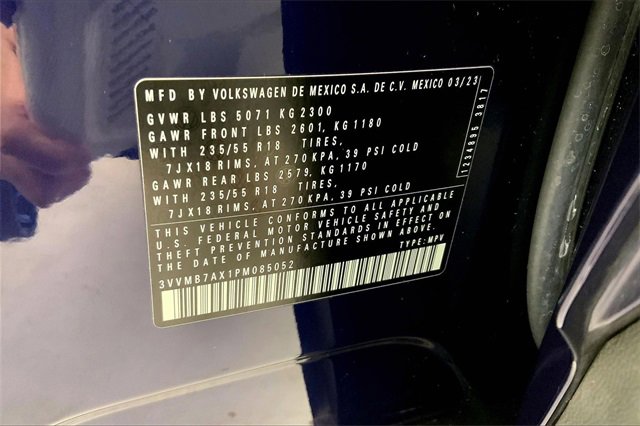 MFD BY VOLKSWAGEN DE MEXICO S.A. DE C.V. MEXICO 03/23
GVWR LBS 5071 KG 2300
GAWR FRONT LBS 2601, KG 1180
WITH 235/55 R18 TIRES,
7JX18 RIMS, AT 270 KPA, 39 PSI COLD
GAWR REAR LBS 2579, KG 1170
WITH 235/55 R18 TIRES,
7JX18 RIMS, AT 270 KPA, 39 PSI COLD
THIS VEHICLE CONFORMS TO ALL APPLICABLE
U.S. FEDERAL MOTOR VEHICLE SAFETY AND
THEFT PREVENTION STANDARDS IN EFFECT ON
THE DATE OF MANUFACTURE SHOWN ABOVE.
TYPE: MPV
3VVMB7AX1PM085052
1234895 3817